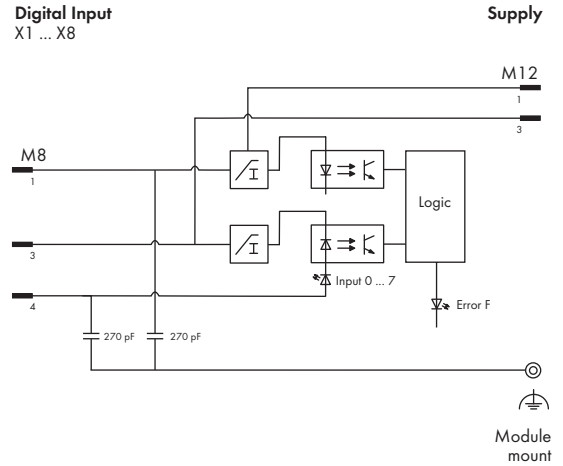 Digital Input
X1 ... X8
Supply
M12
1
3
M8
1
3
4
Logic
Input 0 ... 7
Error F
270 pF
270 pF
Module
mount